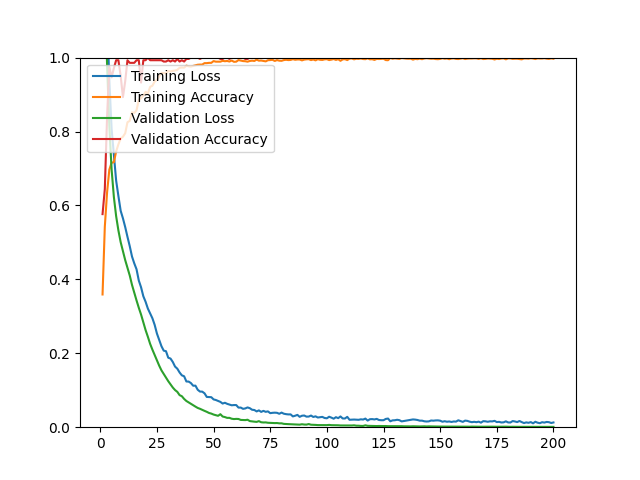 1.0
0.8
0.6
0.4
0.2
0.0
Training Loss
Training Accuracy
Validation Loss
Validation Accuracy
0 25 50 75 100 125 150 175 200